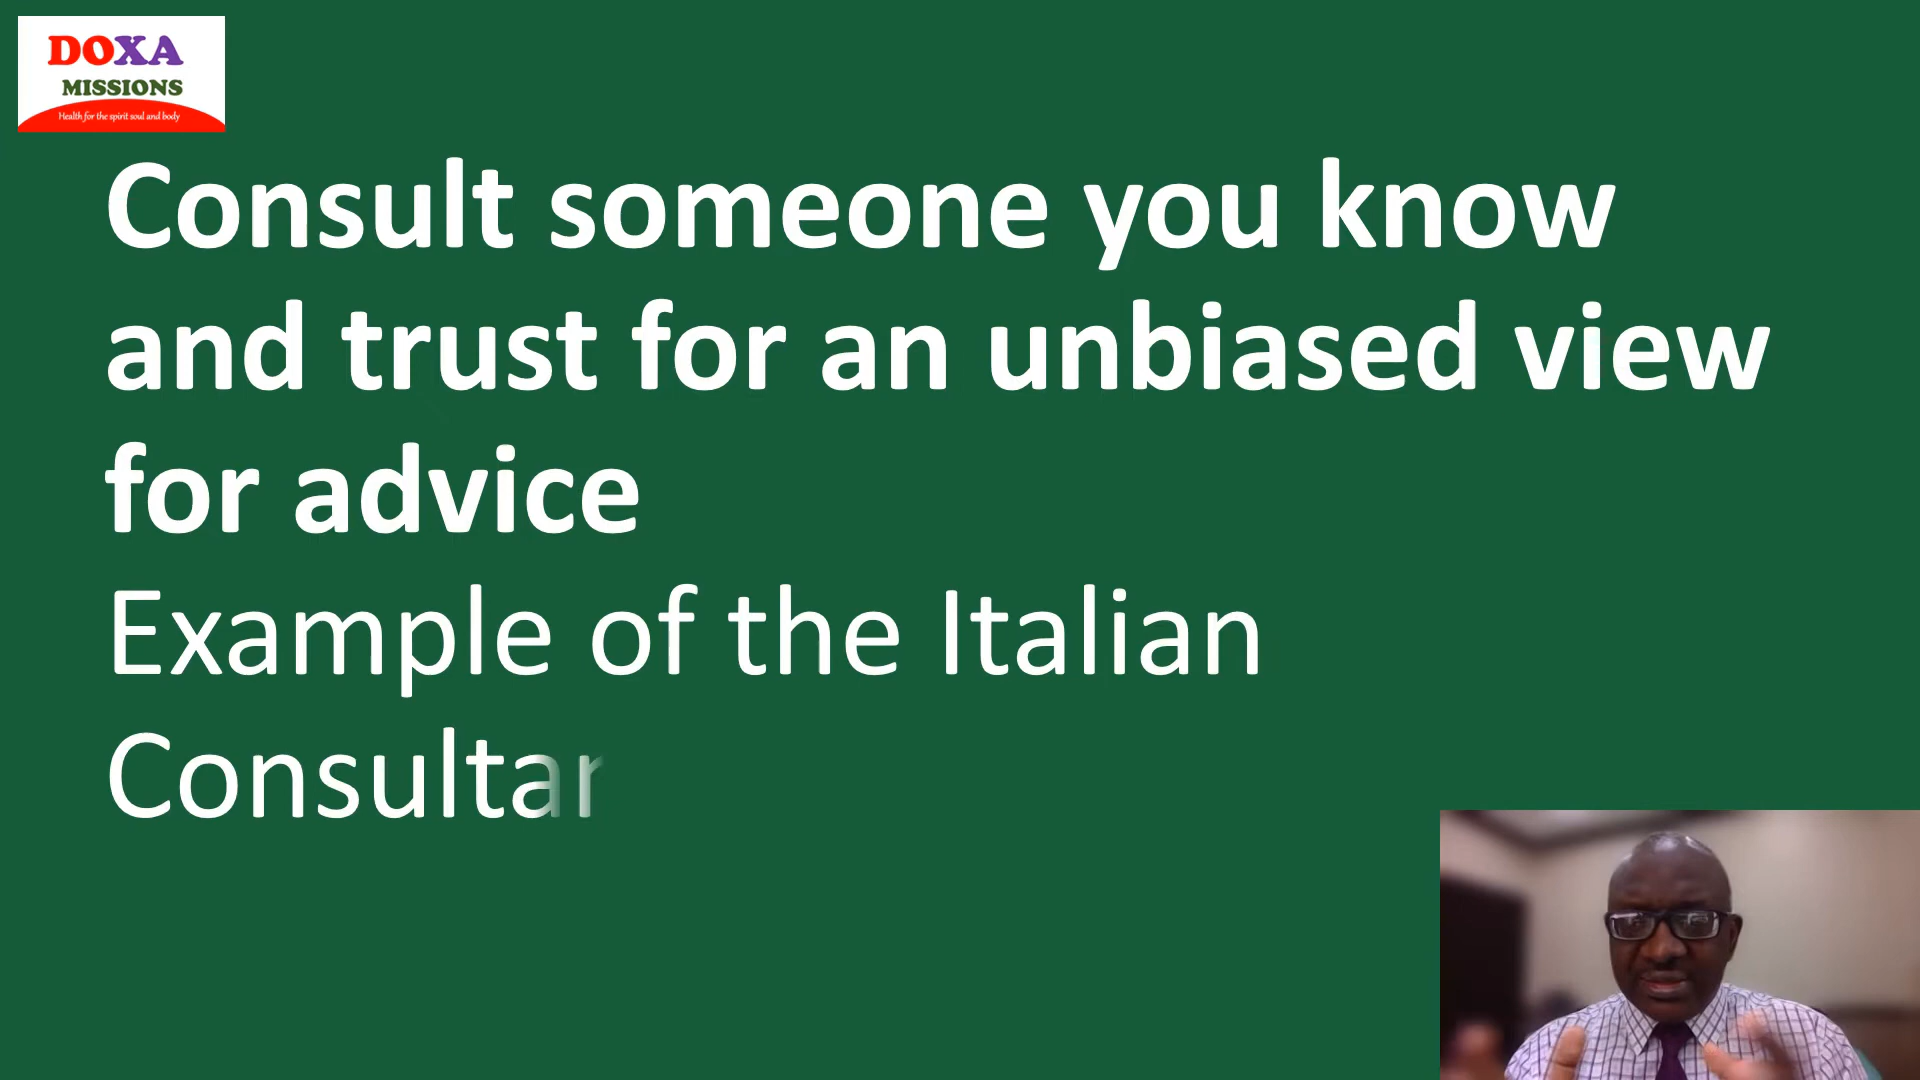 DOXA
MISSIONS
Health for the spirit soul and body
Consult someone you know
and trust for an unbiased view
for advice
Example of the Italian